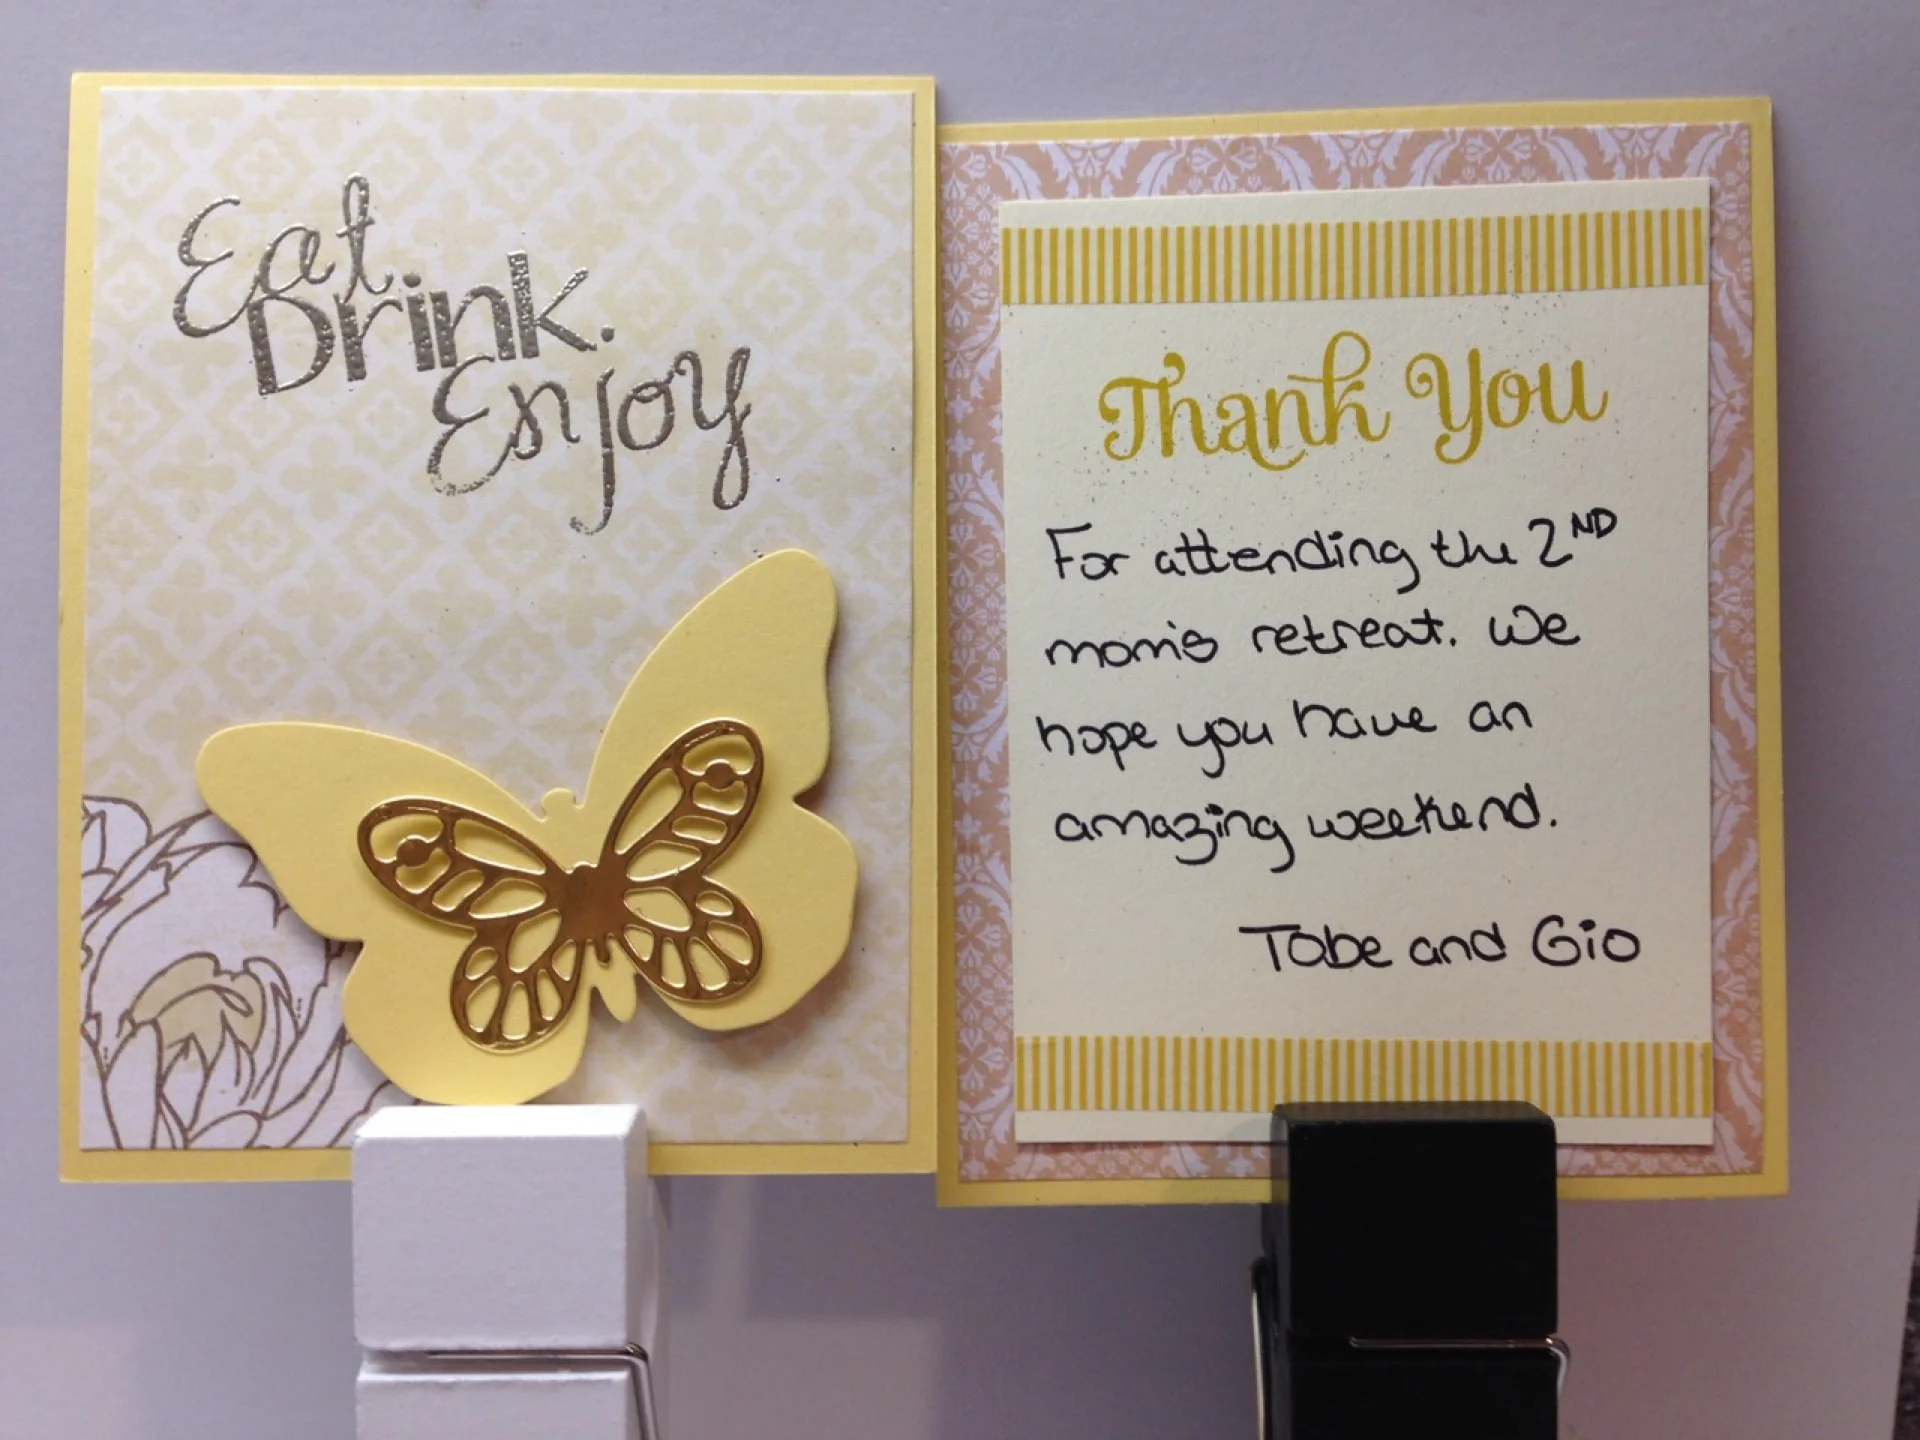 Eat
Drink.
Enjoy
Thank You
For attending the 2ND
mom's retreat. We
hope you have an
amazing weekend.
Tobe and Gio